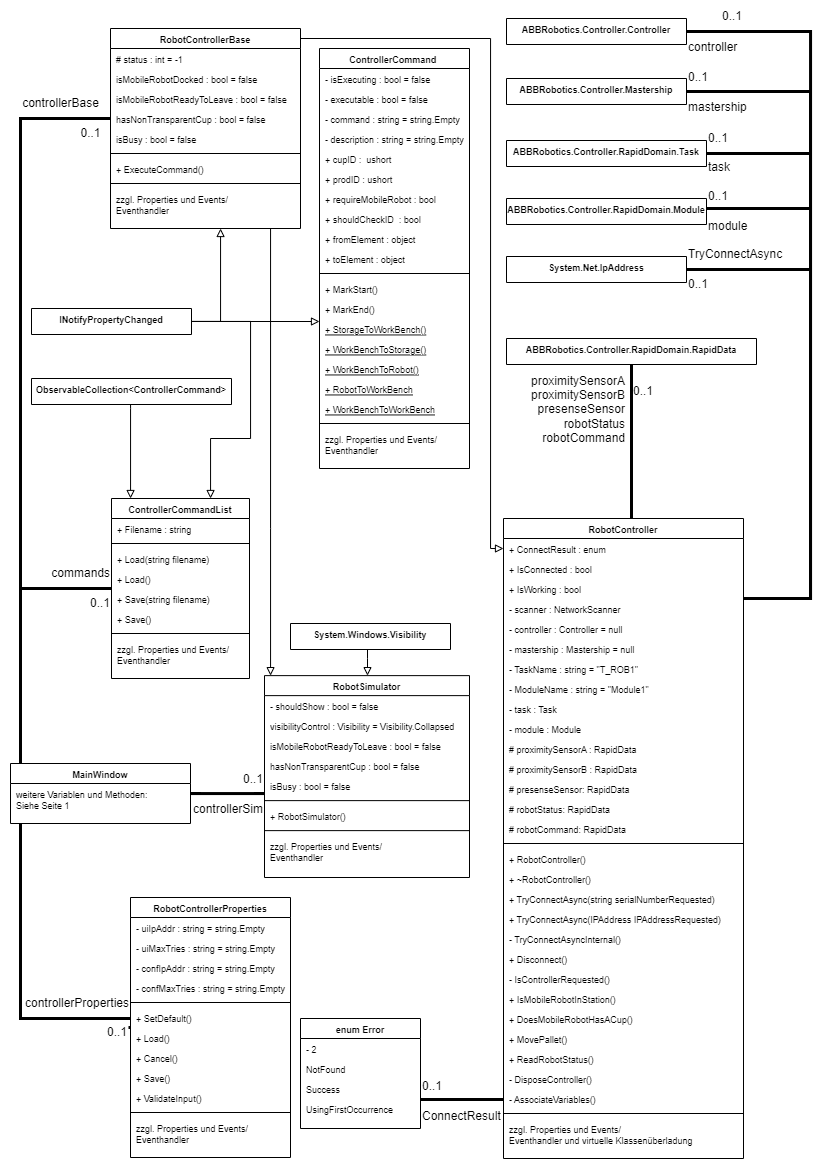 RobotControllerBase
# status : int = -1
isMobileRobotDocked : bool = false
isMobileRobotReadyToLeave : bool = false
hasNonTransparentCup : bool = false
isBusy : bool = false
+ ExecuteCommand()
zzgl. Properties und Events/
Eventhandler
controllerBase
0..1
ControllerCommand
- isExecuting : bool = false
- executable : bool = false
- command : string = string.Empty
- description : string = string.Empty
+ cupID : ushort
+ prodID : ushort
+ requireMobileRobot : bool
+ shouldCheckID : bool
+ fromElement : object
+ toElement : object
+ MarkStart()
+ MarkEnd()
+ StorageToWorkBench()
+ WorkBenchToStorage()
+ WorkBenchToRobot()
+ RobotToWorkBench
+ WorkBenchToWorkBench
zzgl. Properties und Events/
Eventhandler
0..1
ABBRobotics.Controller.Controller
controller
0..1
ABBRobotics.Controller.Mastership
mastership
0..1
ABBRobotics.Controller.RapidDomain.Task
task
0..1
ABBRobotics.Controller.RapidDomain.Module
module
TryConnectAsync
System.Net.IpAddress
0..1
INotifyPropertyChanged
ObservableCollection<ControllerCommand>
ABBRobotics.Controller.RapidDomain.RapidData
proximitySensorA
proximitySensorB
presenseSensor
robotStatus
robotCommand
0..1
ControllerCommandList
+ Filename : string
+ Load(string filename)
+ Load()
+ Save(string filename)
+ Save()
zzgl. Properties und Events/
Eventhandler
commands
0..1
System.Windows.Visibility
RobotSimulator
- shouldShow : bool = false
visibilityControl : Visibility = Visibility.Collapsed
isMobileRobotReadyToLeave : bool = false
hasNonTransparentCup : bool = false
isBusy : bool = false
+ RobotSimulator()
zzgl. Properties und Events/
Eventhandler
MainWindow
weitere Variablen und Methoden:
Siehe Seite 1
0..1
controllerSim
RobotController
+ ConnectResult : enum
+ IsConnected : bool
+ IsWorking : bool
- scanner : NetworkScanner
- controller : Controller = null
- mastership : Mastership = null
- TaskName : string = "T_ROB1"
- ModuleName : string = "Module1"
- task : Task
- module : Module
# proximitySensorA : RapidData
# proximitySensorB : RapidData
# presenseSensor: RapidData
# robotStatus: RapidData
# robotCommand: RapidData
+ RobotController()
+ ~RobotController()
+ TryConnectAsync(string serialNumberRequested)
+ TryConnectAsync(IPAddress IPAddressRequested)
- TryConnectAsyncInternal()
+ Disconnect()
- IsControllerRequested()
+ IsMobileRobotInStation()
+ DoesMobileRobotHasACup()
+ MovePallet()
+ ReadRobotStatus()
- DisposeController()
- AssociateVariables()
zzgl. Properties und Events/
Eventhandler und virtuelle Klassenüberladung
RobotControllerProperties
- uiIpAddr : string = string.Empty
- uiMaxTries : string = string.Empty
- confIpAddr : string = string.Empty
- confMaxTries : string = string.Empty
+ SetDefault()
+ Load()
+ Cancel()
+ Save()
+ ValidateInput()
zzgl. Properties und Events/
Eventhandler
controllerProperties
0..1
enum Error
- 2
NotFound
Success
UsingFirstOccurrence
0..1
ConnectResult